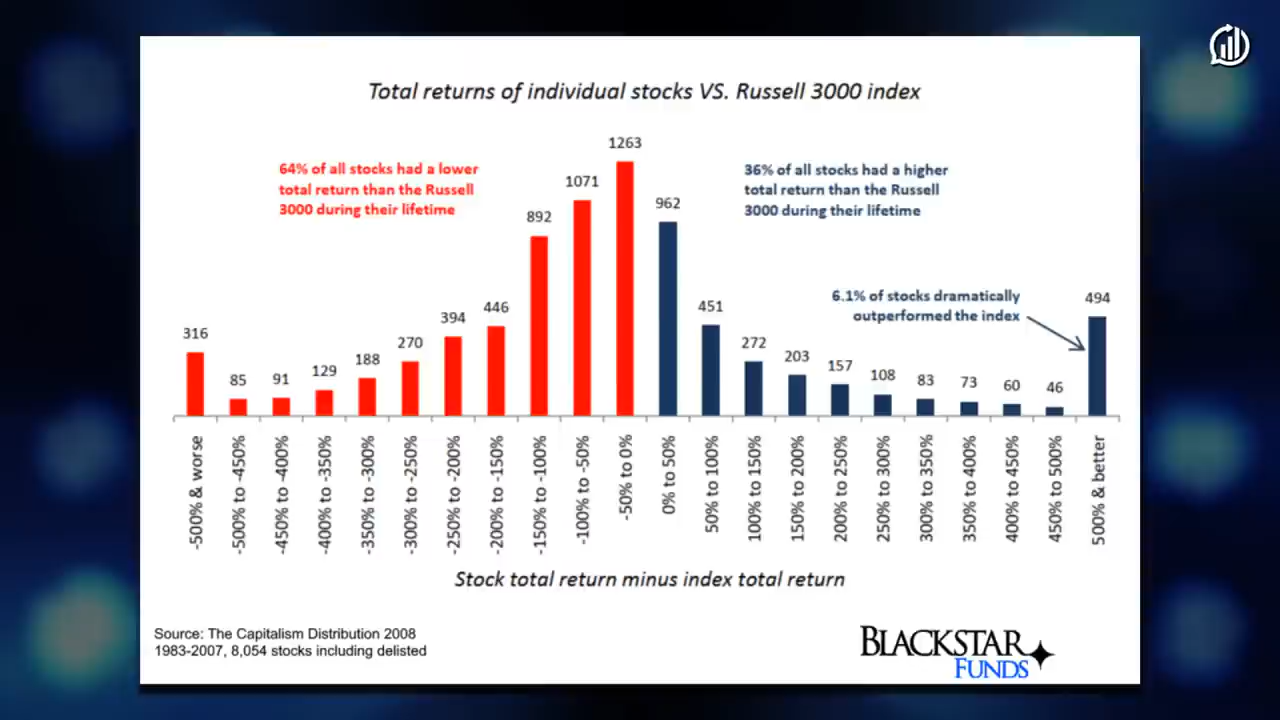 Total returns of individual stocks VS. Russell 3000 index
64% of all stocks had a lower
total return than the Russell
3000 during their lifetime
36% of all stocks had a higher
total return than the Russell
3000 during their lifetime
6.1% of stocks dramatically
outperformed the index
316
85
91
129
188
270
394
446
892
1071
1263
962
451
272
203
157
108
83
73
60
46
494
-500% & worse
-500% to -450%
-450% to -400%
-400% to -350%
-350% to -300%
-300% to -250%
-250% to -200%
-200% to -150%
-150% to -100%
-100% to -50%
-50% to 0%
0% to 50%
50% to 100%
100% to 150%
150% to 200%
200% to 250%
250% to 300%
300% to 350%
350% to 400%
400% to 450%
450% to 500%
500% & better
Stock total return minus index total return
Source: The Capitalism Distribution 2008
1983-2007, 8,054 stocks including delisted
BLACKSTAR
FUNDS